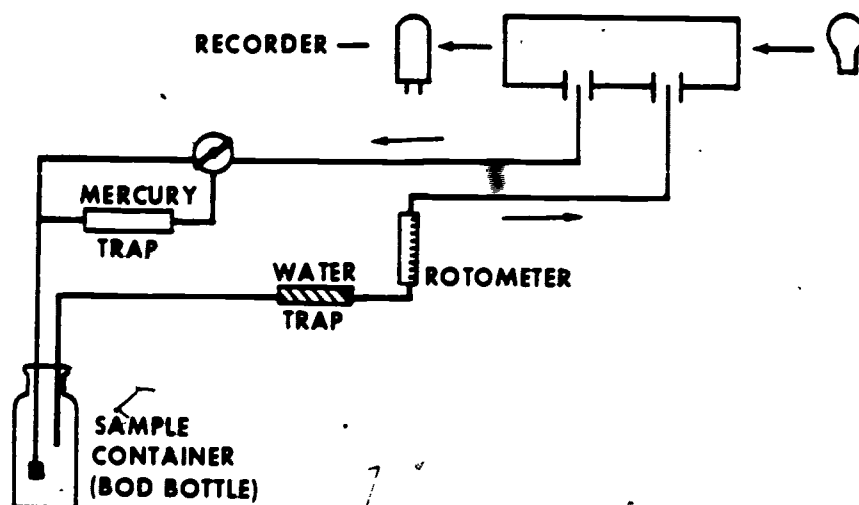 RECORDER
MERCURY
TRAP
WATER
TRAP
ROTOMETER
SAMPLE
CONTAINER
(BOD BOTTLE)